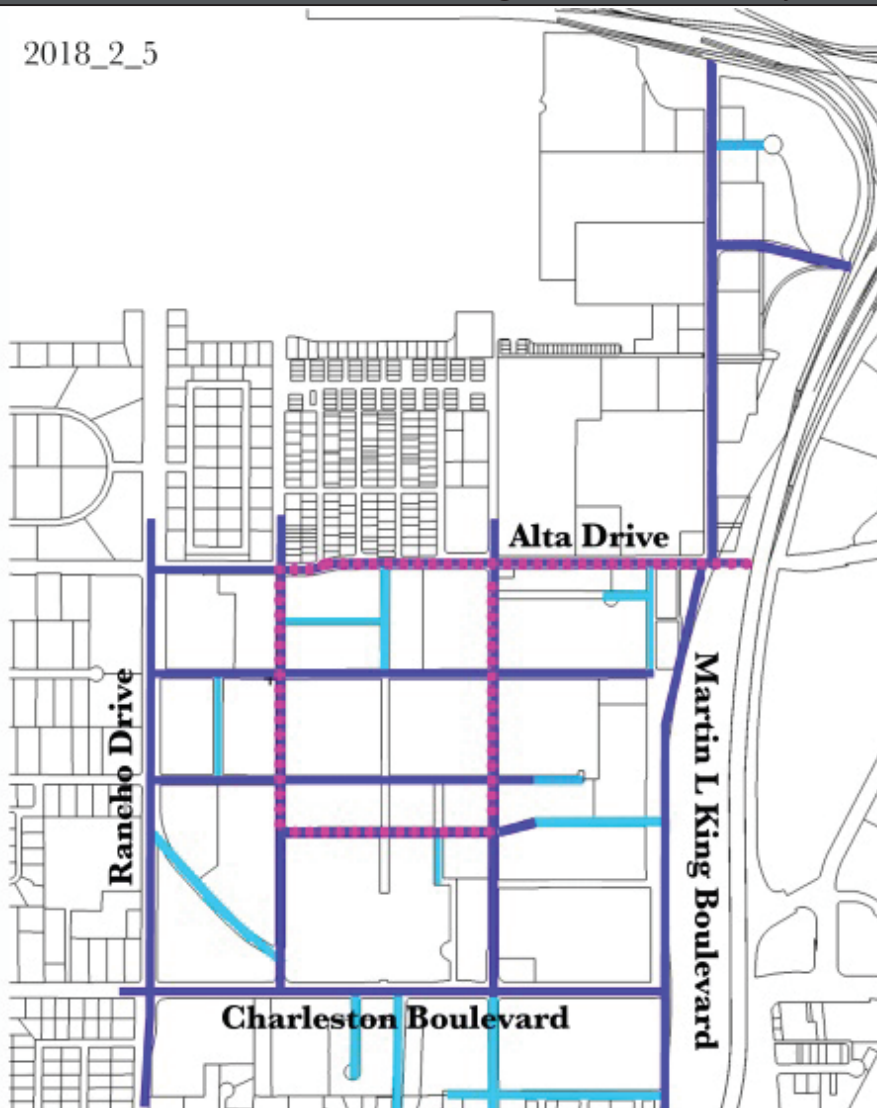 2018_2_5
Alta Drive
Rancho Drive
Martin L King Boulevard
Charleston Boulevard